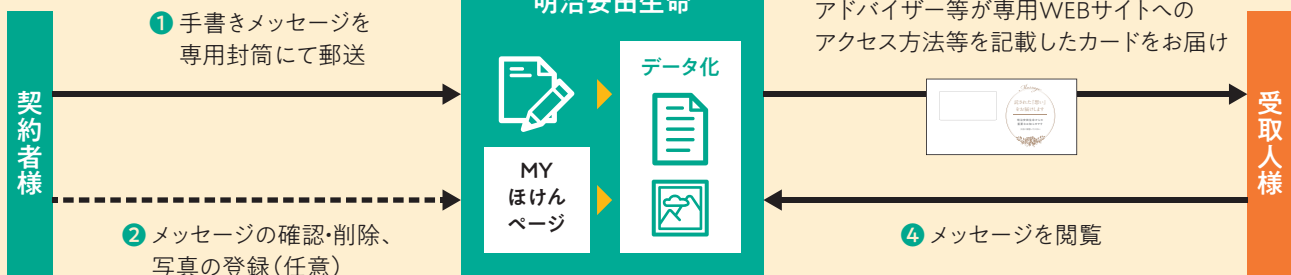 契約者様
❶ 手書きメッセージを
専用封筒にて郵送
❷ メッセージの確認・削除、
写真の登録(任意)
明治安田生命
データ化
MY
ほけん
ページ
アドバイザー等が専用WEBサイトへの
アクセス方法等を記載したカードをお届け
❹ メッセージを閲覧
受取人様